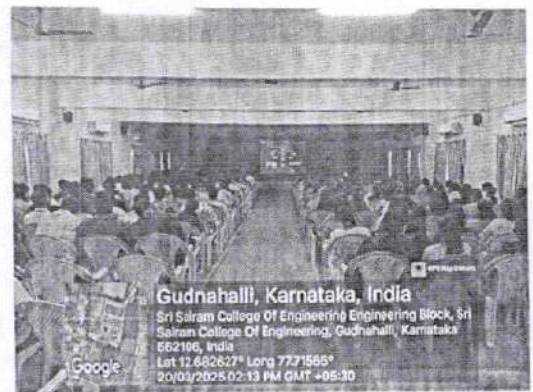 Gudnahalli, Karnataka, India
Sri Sairam College Of Engineering Engineering Block, Sri
Sairam College Of Engineering, Gudnahalli, Karnataka
562106, India
Lat 12.682627° Long 77.71565°
20/03/2025 02:13 PM GMT +05:30
Google